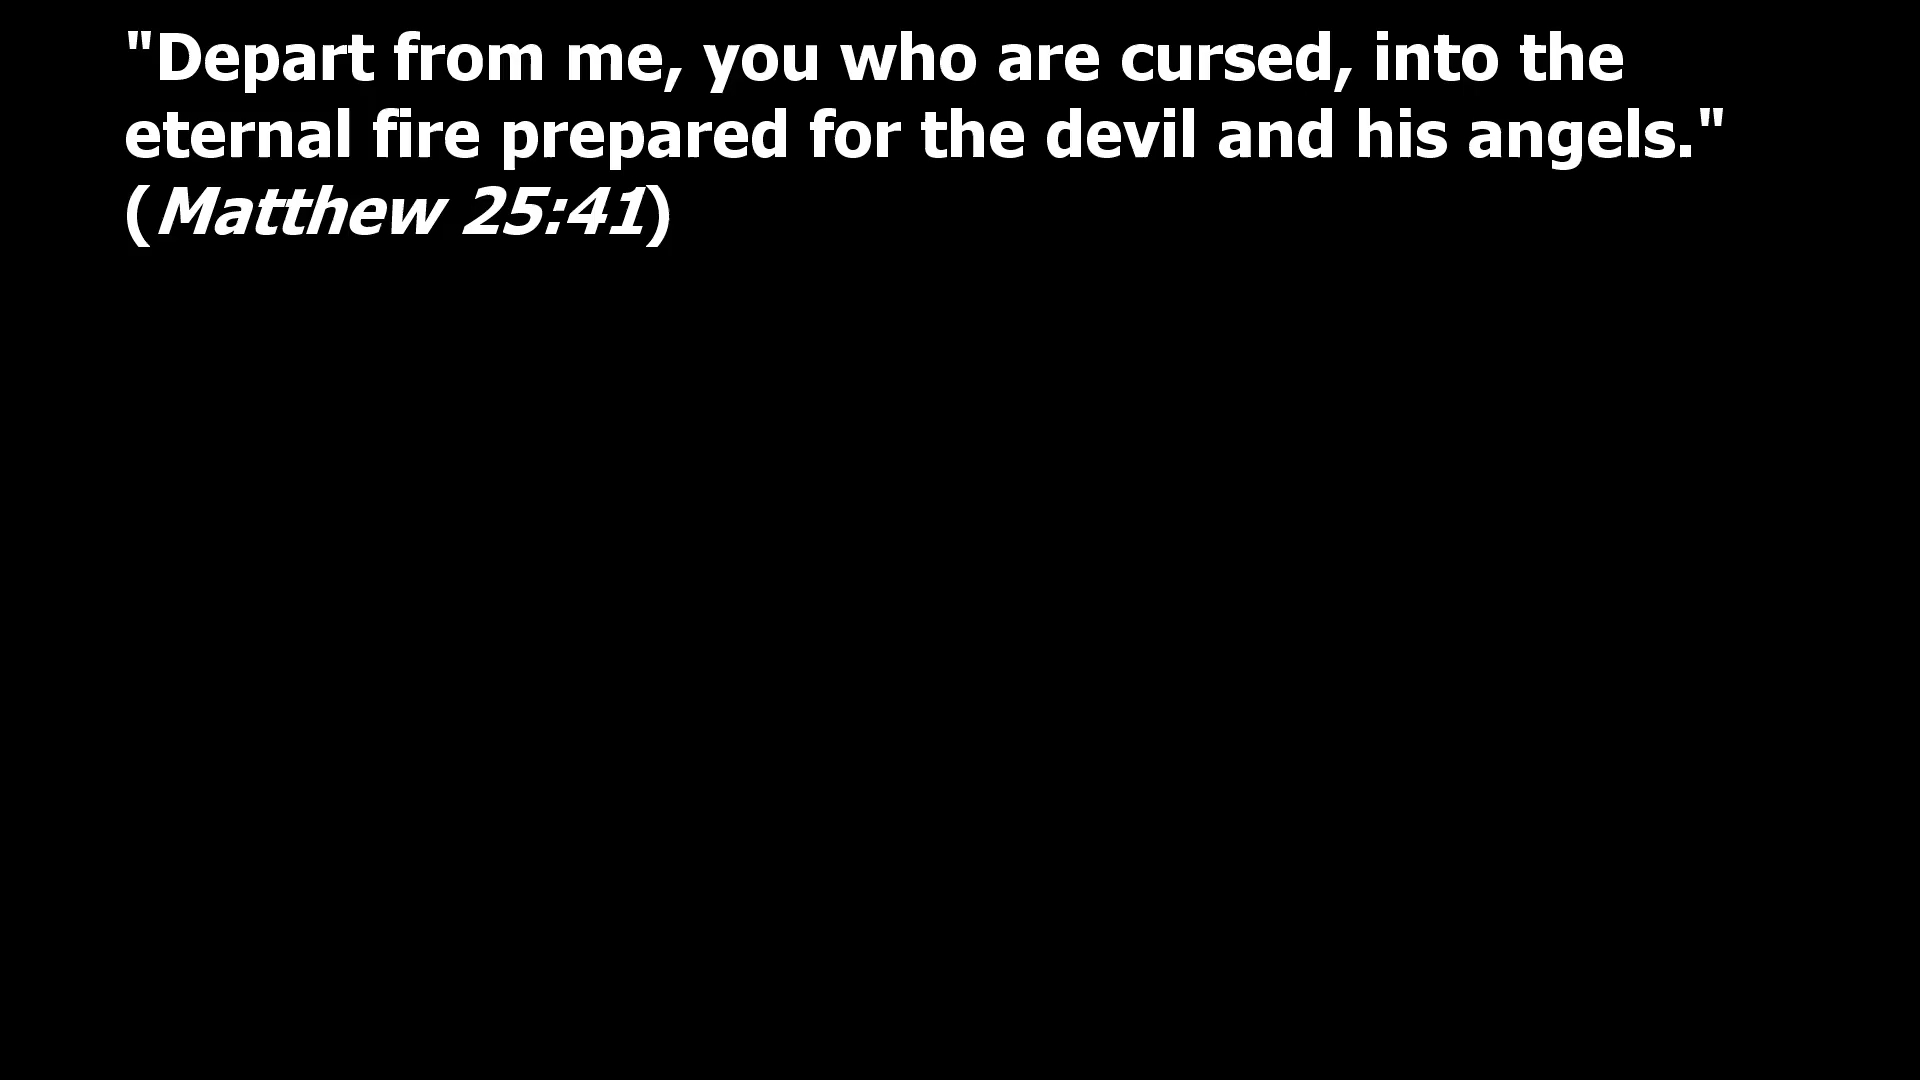 "Depart from me, you who are cursed, into the
eternal fire prepared for the devil and his angels."
(Matthew 25:41)